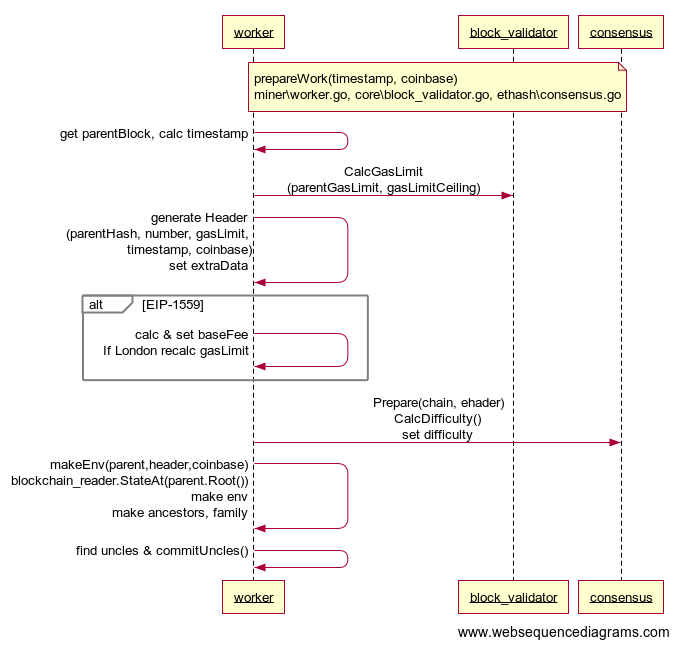 worker
block_validator
consensus
prepareWork(timestamp, coinbase)
miner\worker.go, core\block_validator.go, ethash\consensus.go
get parentBlock, calc timestamp
CalcGasLimit
(parentGasLimit, gasLimitCeiling)
generate Header
(parentHash, number, gasLimit,
timestamp, coinbase)
set extraData
alt
[EIP-1559]
calc & set baseFee
If London recalc gasLimit
Prepare(chain, ehader)
CalcDifficulty()
set difficulty
makeEnv(parent,header,coinbase)
blockchain_reader.StateAt(parent.Root())
make env
make ancestors, family
find uncles & commitUncles()
worker
block_validator
consensus
www.websequencediagrams.com